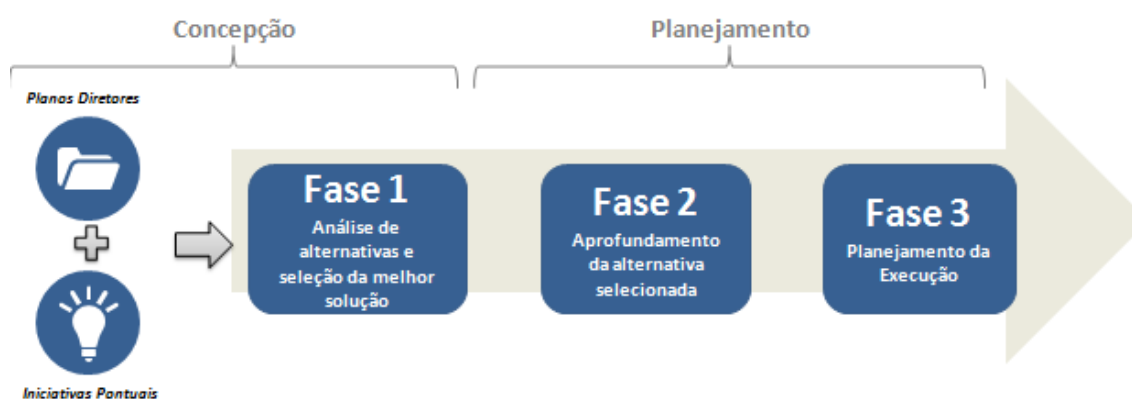 Concepção
Planejamento
Planos Diretores
Iniciativas Pontuais
Fase 1
Análise de
alternativas e
seleção da melhor
solução
Fase 2
Aprofundamento
da alternativa
selecionada
Fase 3
Planejamento da
Execução